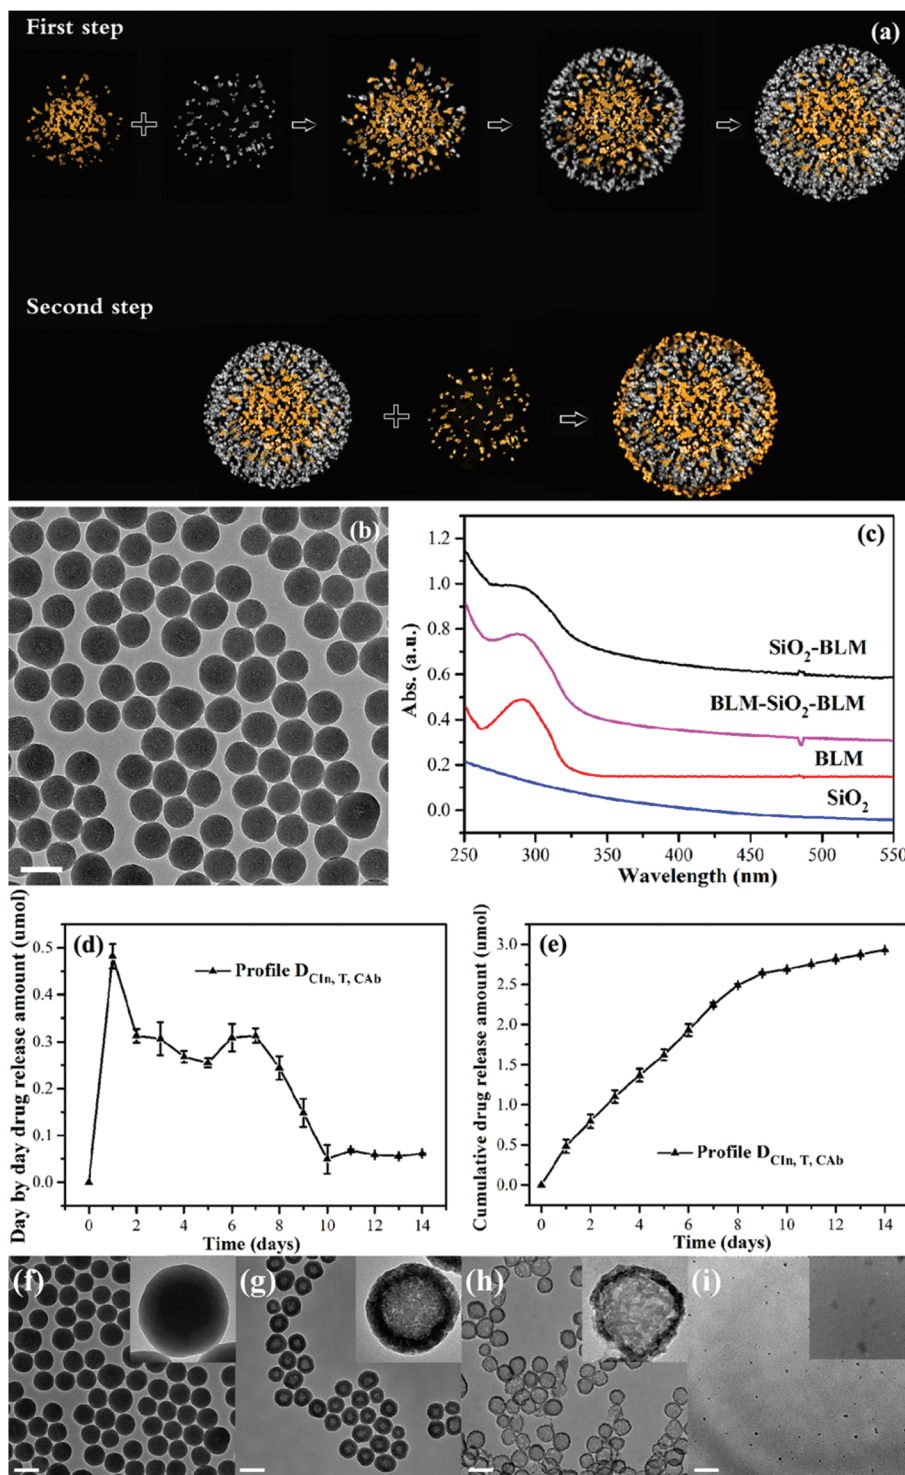 First step
(a)
Second step
(b)
(c)
1.2
1.0
0.8
0.6
0.4
0.2
0.0
Abs. (a.u.)
SiO₂-BLM
BLM-SiO₂-BLM
BLM
SiO₂
250 300 350 400 450 500 550
Wavelength (nm)
(d)
Day by day drug release amount (umol)
0.5
0.4
0.3
0.2
0.1
0.0
Profile D CIn, T, CAb
0 2 4 6 8 10 12 14
Time (days)
(e)
Cumulative drug release amount (umol)
3.0
2.5
2.0
1.5
1.0
0.5
0.0
Profile D CIn, T, CAb
0 2 4 6 8 10 12 14
Time (days)
(f)
(g)
(h)
(i)